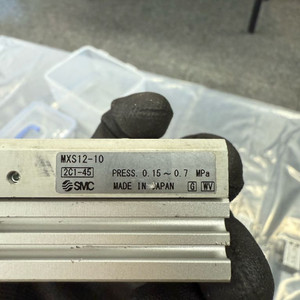 MXS12-10
2C1-45 PRESS. 0.15～0.7 MPa
SMC MADE IN JAPAN G WV